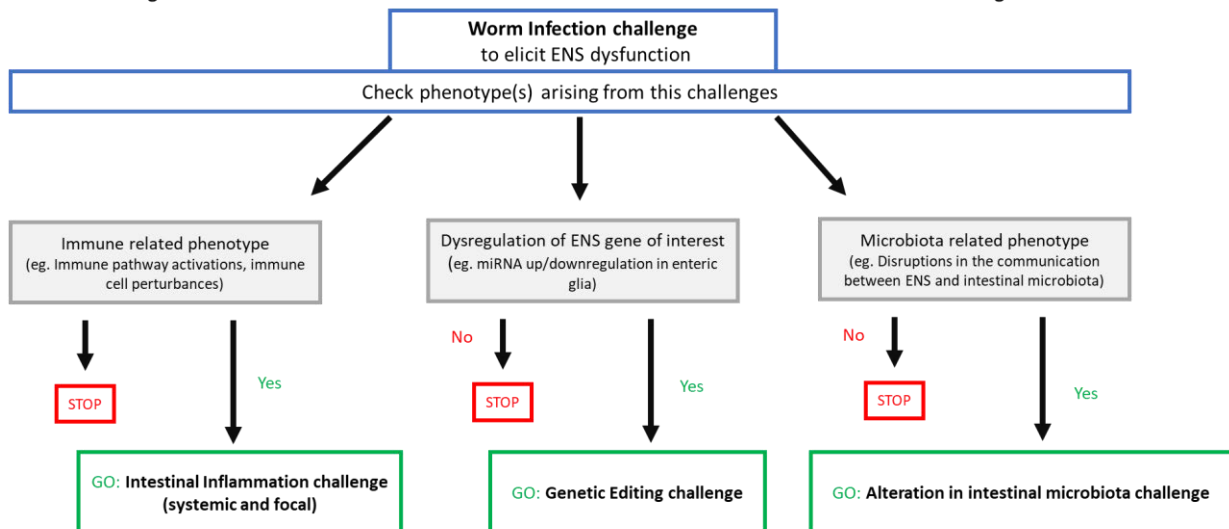 Worm Infection challenge
to elicit ENS dysfunction
Check phenotype(s) arising from this challenges
Immune related phenotype
(eg. Immune pathway activations, immune
cell perturbances)
Dysregulation of ENS gene of interest
(eg. miRNA up/downregulation in enteric
glia)
Microbiota related phenotype
(eg. Disruptions in the communication
between ENS and intestinal microbiota)
STOP
Yes
No
STOP
Yes
No
STOP
Yes
GO: Intestinal Inflammation challenge
(systemic and focal)
GO: Genetic Editing challenge
GO: Alteration in intestinal microbiota challenge